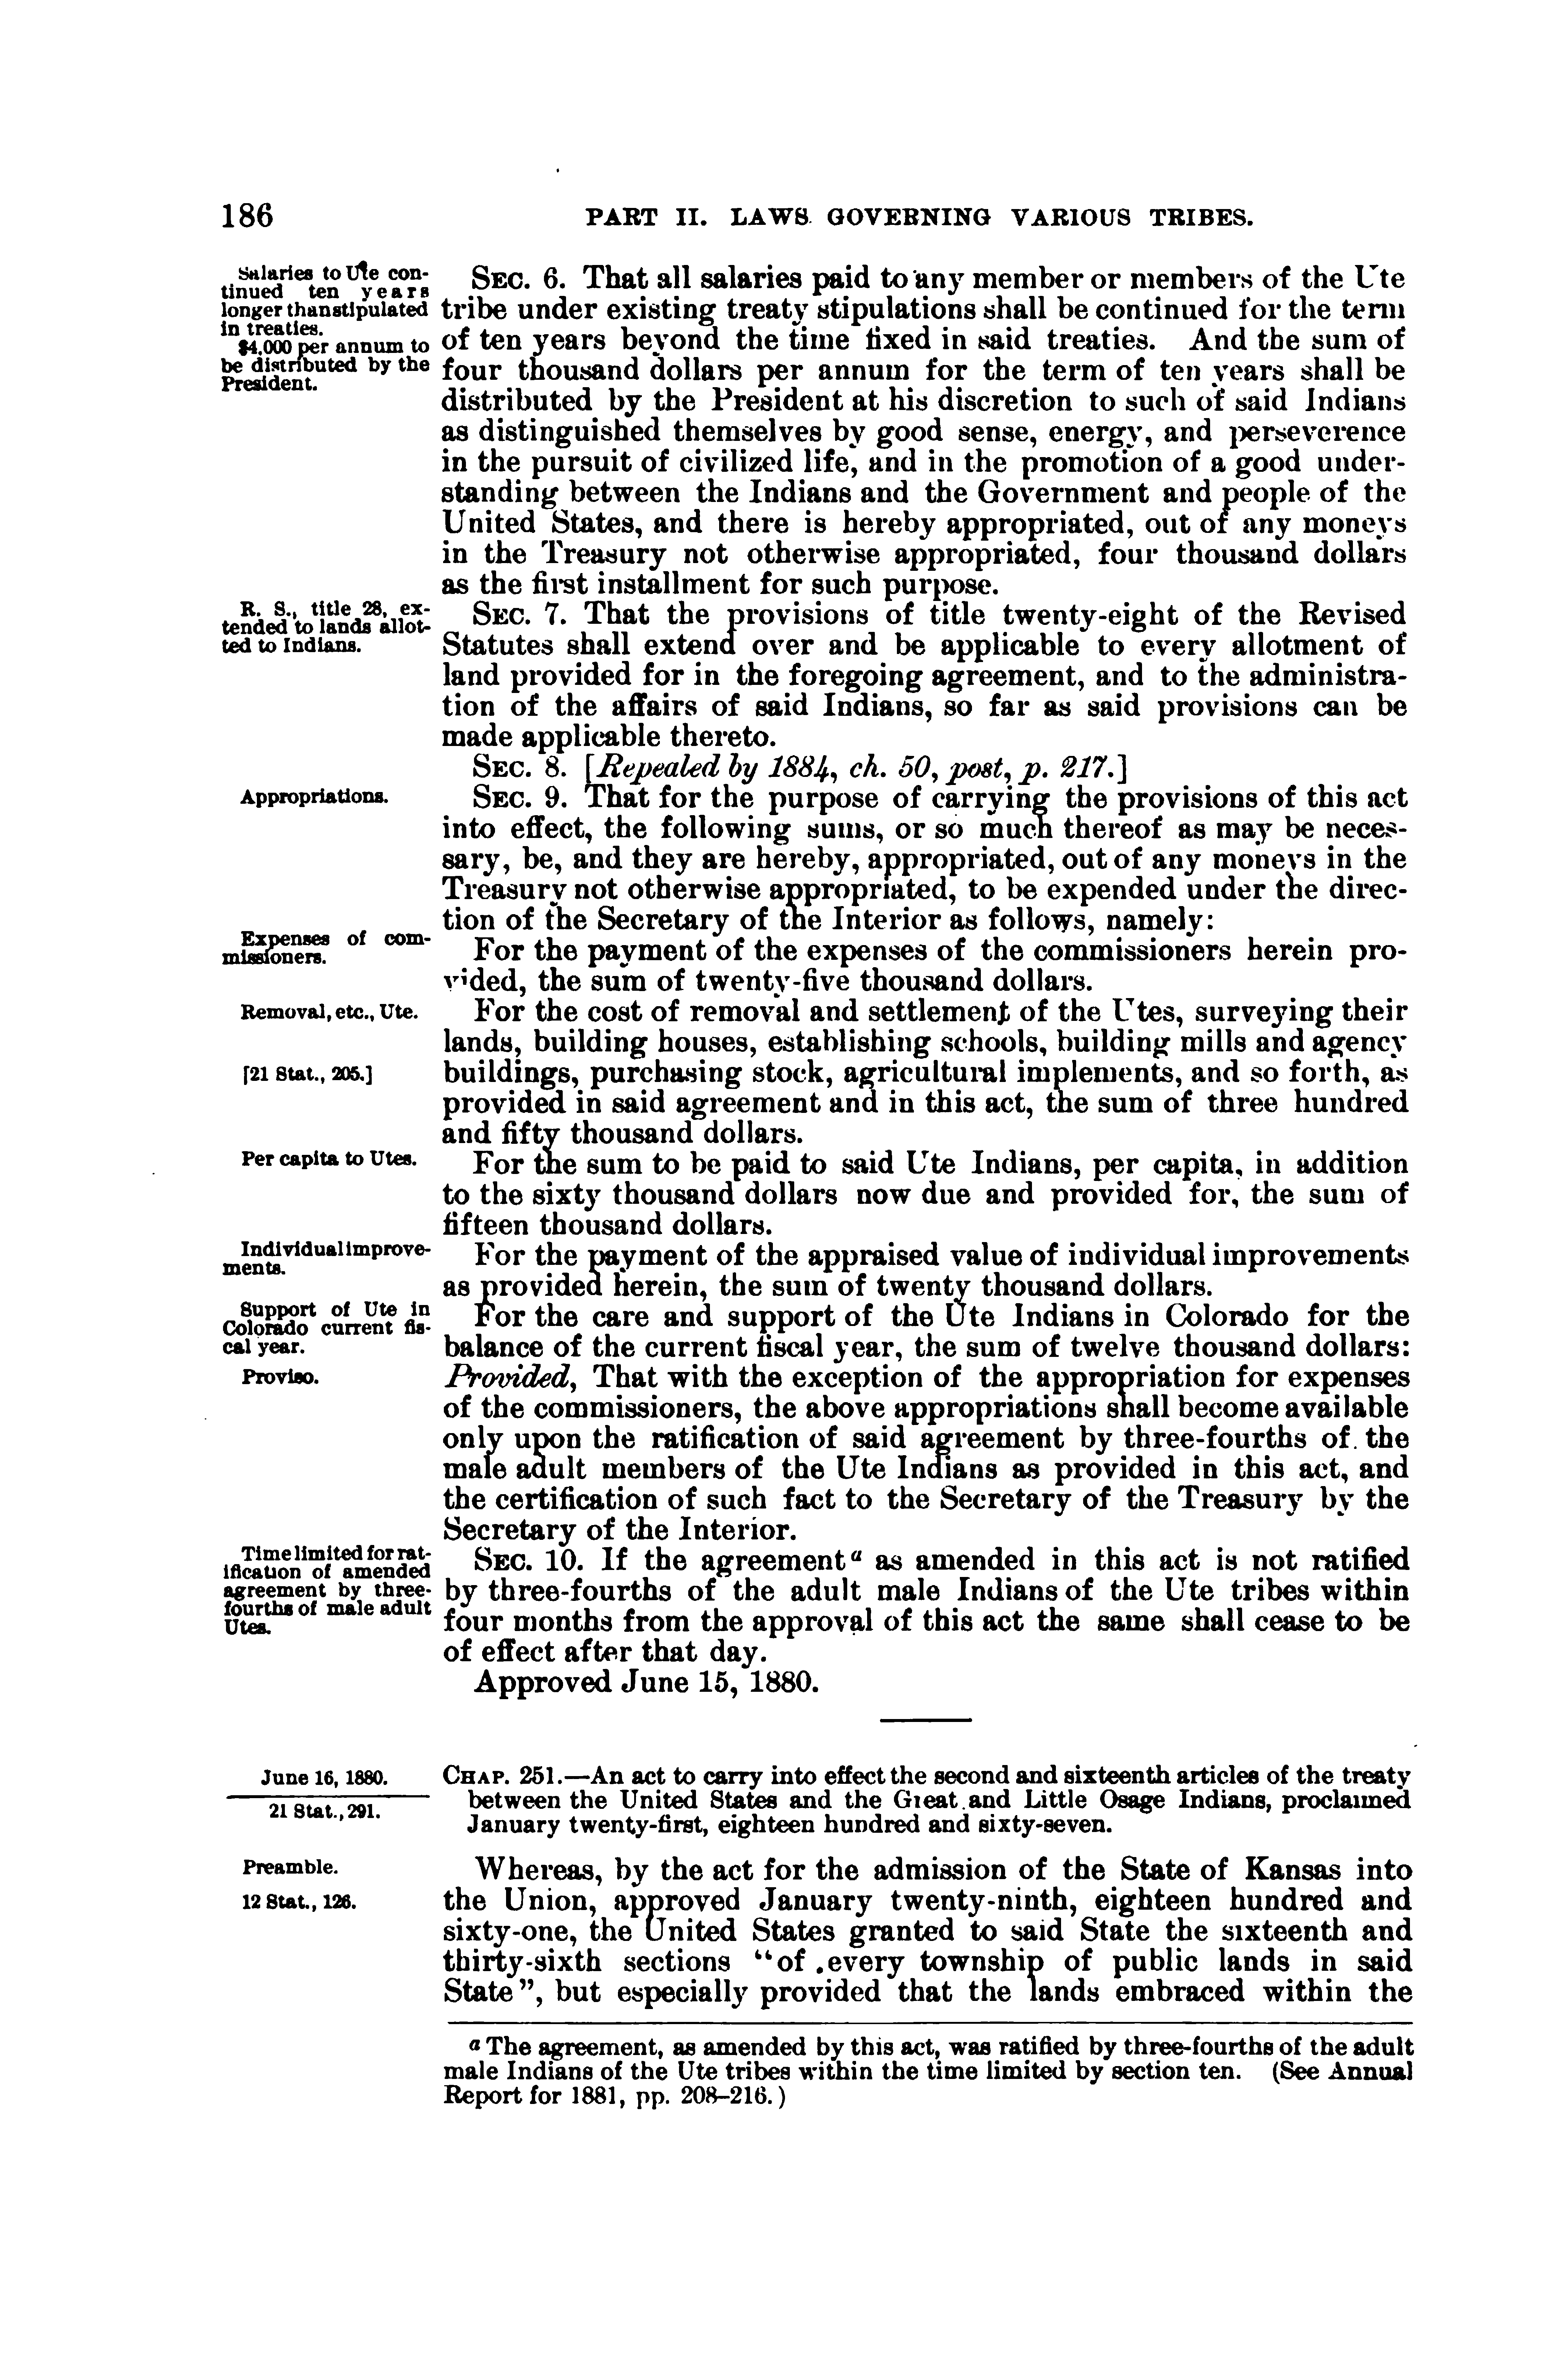 186
PART II. LAWS GOVERNING VARIOUS TRIBES.
Salaries to Ute con-
tinued ten years
longer than stipulated
in treaties.
$4,000 per annum to
be distributed by the
President.
SEC. 6. That all salaries paid to any member or members of the Ute
tribe under existing treaty stipulations shall be continued for the term
of ten years beyond the time fixed in said treaties. And the sum of
four thousand dollars per annum for the term of ten years shall be
distributed by the President at his discretion to such of said Indians
as distinguished themselves by good sense, energy, and perseverence
in the pursuit of civilized life, and in the promotion of a good under-
standing between the Indians and the Government and people of the
United States, and there is hereby appropriated, out of any moneys
in the Treasury not otherwise appropriated, four thousand dollars
as the first installment for such purpose.
R. S., title 28, ex-
tended to lands allot-
ted to Indians.
SEC. 7. That the provisions of title twenty-eight of the Revised
Statutes shall extend over and be applicable to every allotment of
land provided for in the foregoing agreement, and to the administra-
tion of the affairs of said Indians, so far as said provisions can be
made applicable thereto.
SEC. 8. [Repealed by 1884, ch. 50, post, p. 217.]
Appropriations.
SEC. 9. That for the purpose of carrying the provisions of this act
into effect, the following sums, or so much thereof as may be neces-
sary, be, and they are hereby, appropriated, out of any moneys in the
Treasury not otherwise appropriated, to be expended under the direc-
tion of the Secretary of the Interior as follows, namely:
Expenses of com-
missioners.
For the payment of the expenses of the commissioners herein pro-
vided, the sum of twenty-five thousand dollars.
Removal, etc., Ute.
[21 Stat., 205.]
For the cost of removal and settlement of the Utes, surveying their
lands, building houses, establishing schools, building mills and agency
buildings, purchasing stock, agricultural implements, and so forth, as
provided in said agreement and in this act, the sum of three hundred
and fifty thousand dollars.
Per capita to Utes.
For the sum to be paid to said Ute Indians, per capita, in addition
to the sixty thousand dollars now due and provided for, the sum of
fifteen thousand dollars.
Individual improve-
ments.
For the payment of the appraised value of individual improvements
as provided herein, the sum of twenty thousand dollars.
Support of Ute in
Colorado current fis-
cal year.
Proviso.
For the care and support of the Ute Indians in Colorado for the
balance of the current fiscal year, the sum of twelve thousand dollars:
Provided, That with the exception of the appropriation for expenses
of the commissioners, the above appropriations shall become available
only upon the ratification of said agreement by three-fourths of the
male adult members of the Ute Indians as provided in this act, and
the certification of such fact to the Secretary of the Treasury by the
Secretary of the Interior.
Time limited for rat-
ification of amended
agreement by three-
fourths of male adult
Utes.
SEC. 10. If the agreement a as amended in this act is not ratified
by three-fourths of the adult male Indians of the Ute tribes within
four months from the approval of this act the same shall cease to be
of effect after that day.
Approved June 15, 1880.
June 16, 1880.
21 Stat., 291.
CHAP. 251.—An act to carry into effect the second and sixteenth articles of the treaty
between the United States and the Great and Little Osage Indians, proclaimed
January twenty-first, eighteen hundred and sixty-seven.
Preamble.
12 Stat., 126.
Whereas, by the act for the admission of the State of Kansas into
the Union, approved January twenty-ninth, eighteen hundred and
sixty-one, the United States granted to said State the sixteenth and
thirty-sixth sections "of every township of public lands in said
State", but especially provided that the lands embraced within the
a The agreement, as amended by this act, was ratified by three-fourths of the adult
male Indians of the Ute tribes within the time limited by section ten. (See Annual
Report for 1881, pp. 208-216.)